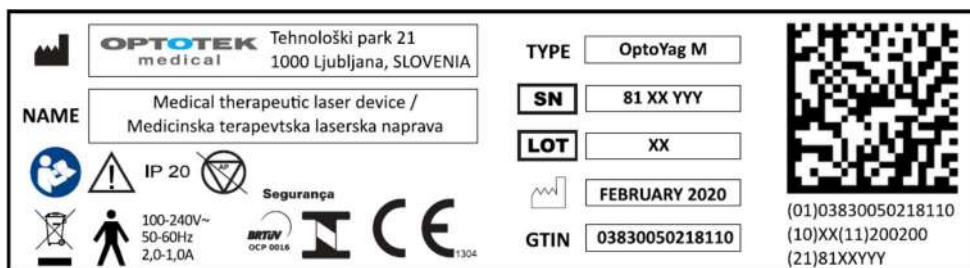 OPTOTEK
medical
Tehnološki park 21
1000 Ljubljana, SLOVENIA
NAME
Medical therapeutic laser device /
Medicinska terapevtska laserska naprava
IP 20
AP
100-240V~
50-60Hz
2,0-1,0A
Segurança
BRTÜV
OCP 0016
CE
1304
TYPE
OptoYag M
SN
81 XX YYY
LOT
XX
FEBRUARY 2020
GTIN
03830050218110
(01)03830050218110
(10)XX(11)200200
(21)81XXYYY